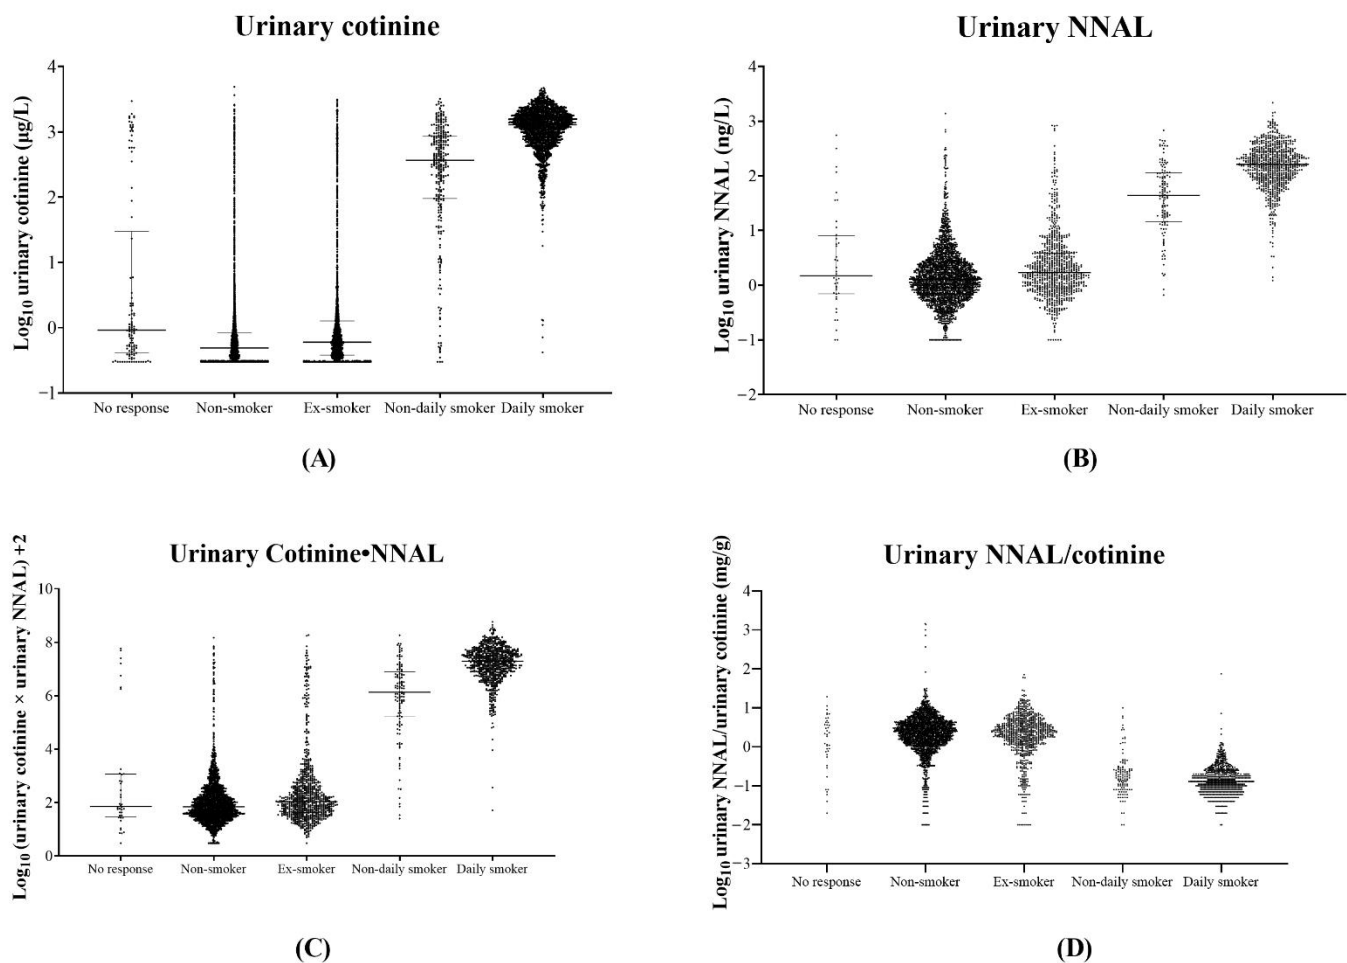 Urinary cotinine
Log10 urinary cotinine (μg/L)
4
3
2
1
0
−1
No response Non-smoker Ex-smoker Non-daily smoker Daily smoker
(A)
Urinary NNAL
Log10 urinary NNAL (ng/L)
4
3
2
1
0
−1
−2
No response Non-smoker Ex-smoker Non-daily smoker Daily smoker
(B)
Urinary Cotinine•NNAL
Log10 (urinary cotinine × urinary NNAL) +2
10
8
6
4
2
0
No response Non-smoker Ex-smoker Non-daily smoker Daily smoker
(C)
Urinary NNAL/cotinine
Log10 urinary NNAL/urinary cotinine (mg/g)
4
3
2
1
0
−1
−2
−3
No response Non-smoker Ex-smoker Non-daily smoker Daily smoker
(D)